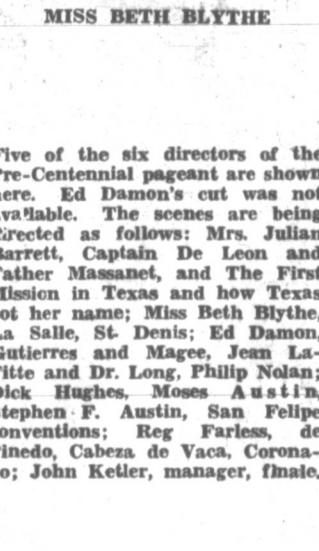 MISS BETH BLYTHE
Five of the six directors of the
Pre-Centennial pageant are shown
here. Ed Damon's cut was not
available. The scenes are being
directed as follows: Mrs. Julian
Barrett, Captain De Leon and
Father Massanet, and The First
Mission in Texas and how Texas
got her name; Miss Beth Blythe,
La Salle, St. Denis; Ed Damon,
Gutierres and Magee, Jean La-
fitte and Dr. Long, Philip Nolan;
Dick Hughes, Moses Austin,
Stephen F. Austin, San Felipe
conventions; Reg Farless, de
Pinedo, Cabeza de Vaca, Corona-
do; John Ketler, manager, finale.